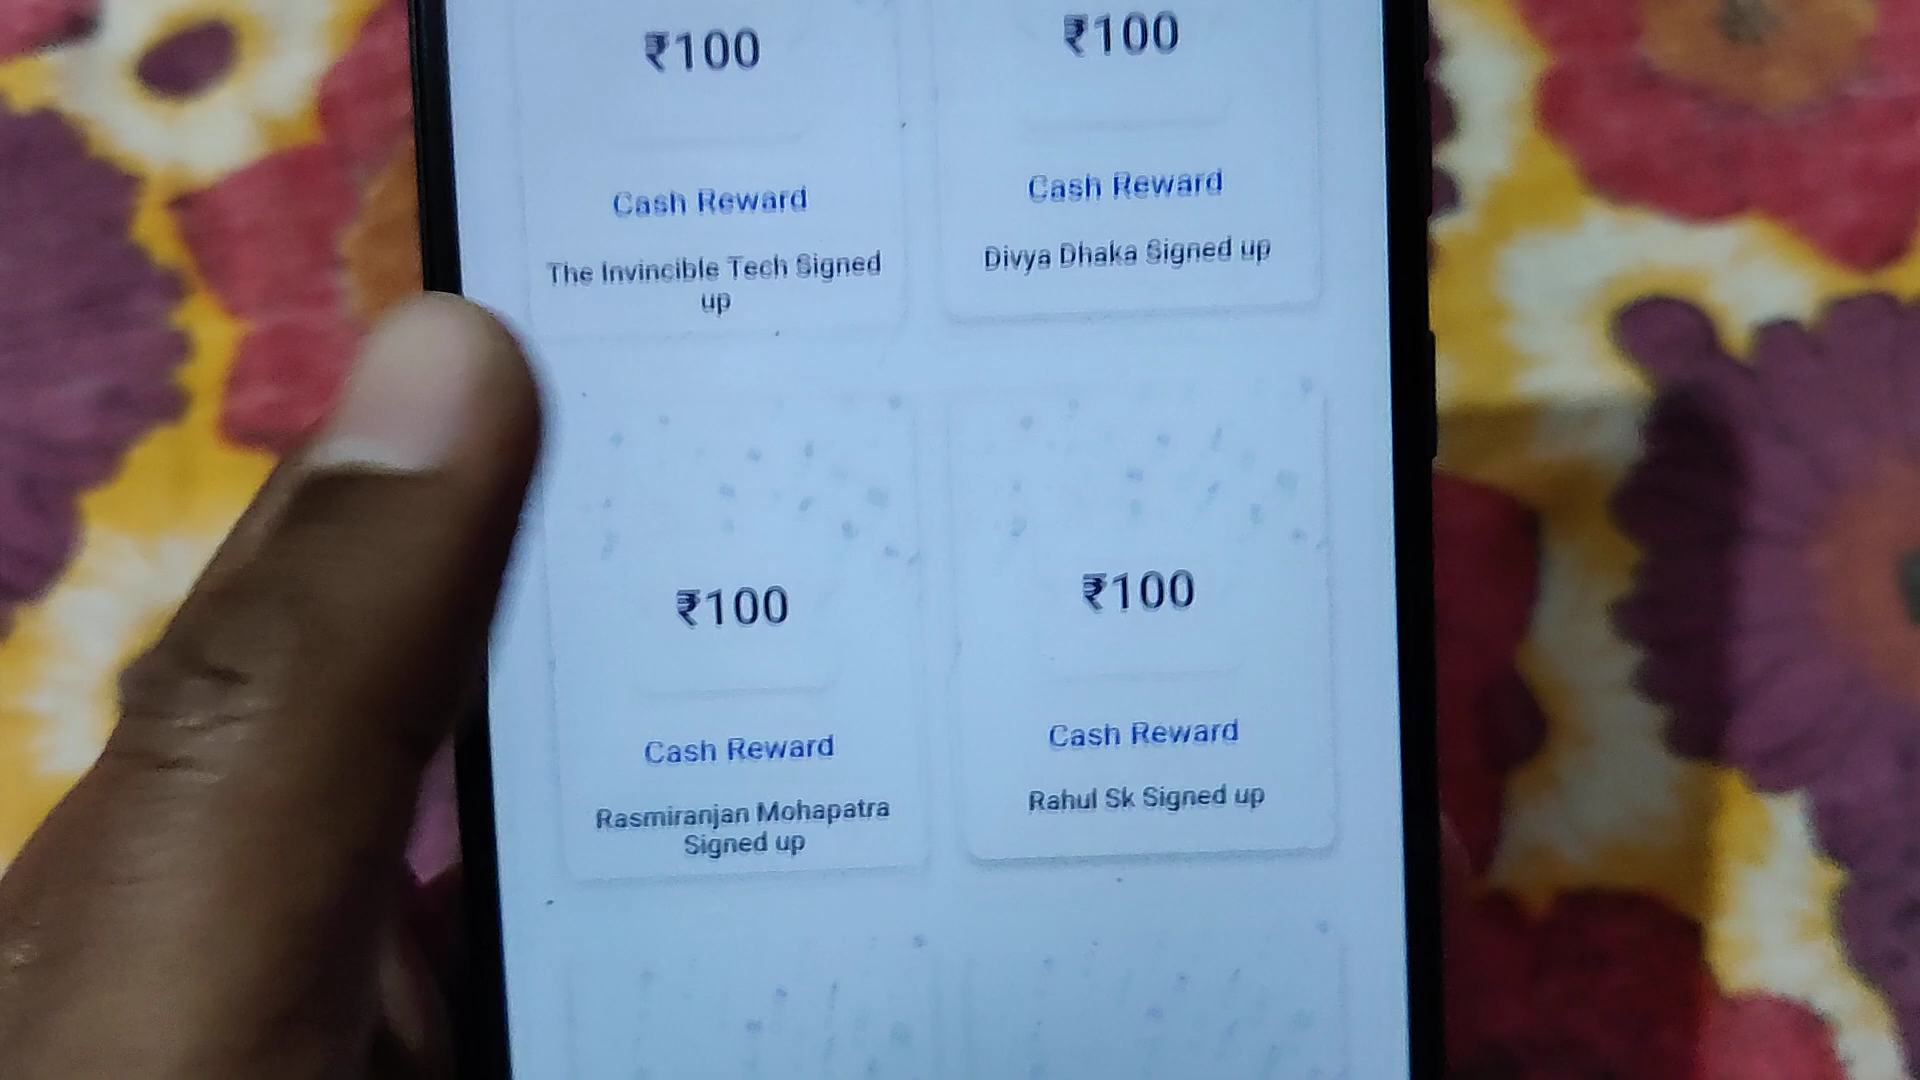 ₹100
Cash Reward
The Invincible Tech Signed
up
₹100
Cash Reward
Divya Dhaka Signed up
₹100
Cash Reward
Rasmiranjan Mohapatra
Signed up
₹100
Cash Reward
Rahul Sk Signed up